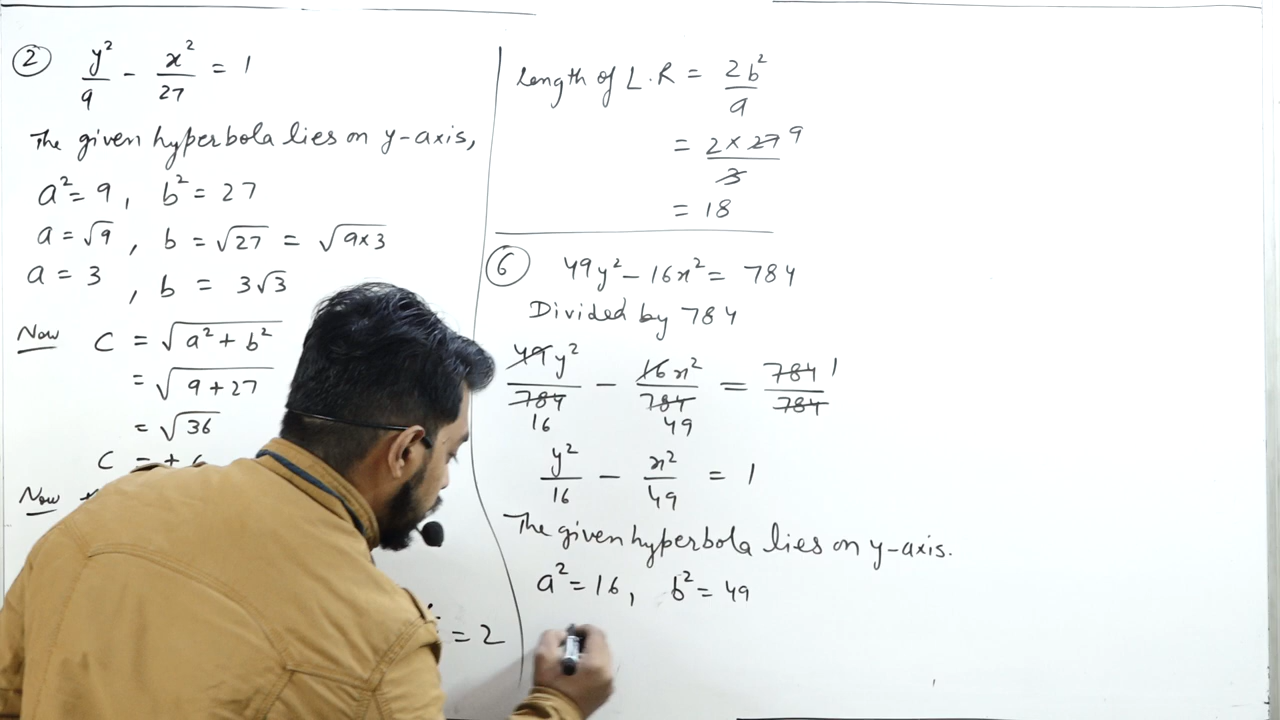 ② y²/9 - x²/27 = 1
The given hyperbola lies on y-axis,
a² = 9, b² = 27
a = √9, b = √27 = √9×3
a = 3, b = 3√3
Now C = √a² + b²
= √9 + 27
= √36
C = +
Now
= 2
Length of L.R = 2b²/a
= 2 × 27 9/3
= 18
⑥ 49y² - 16x² = 784
Divided by 784
49y²/784 16 - 16x²/784 49 = 784 1/784
y²/16 - x²/49 = 1
The given hyperbola lies on y-axis.
a² = 16, b² = 49